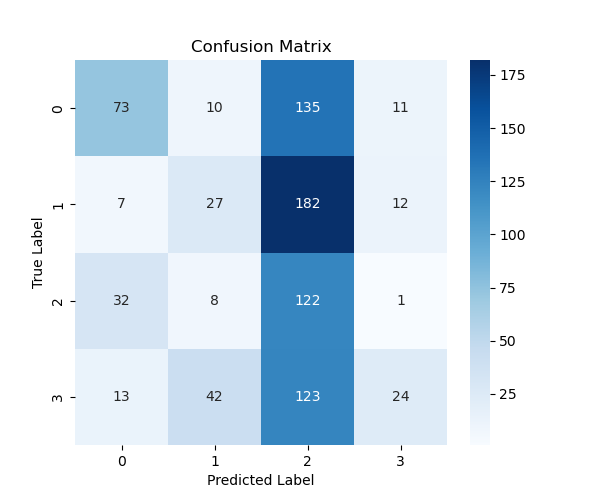 Confusion Matrix
0 73 10 135 11
1 7 27 182 12
2 32 8 122 1
3 13 42 123 24
0 1 2 3
True Label
Predicted Label
175
150
125
100
75
50
25